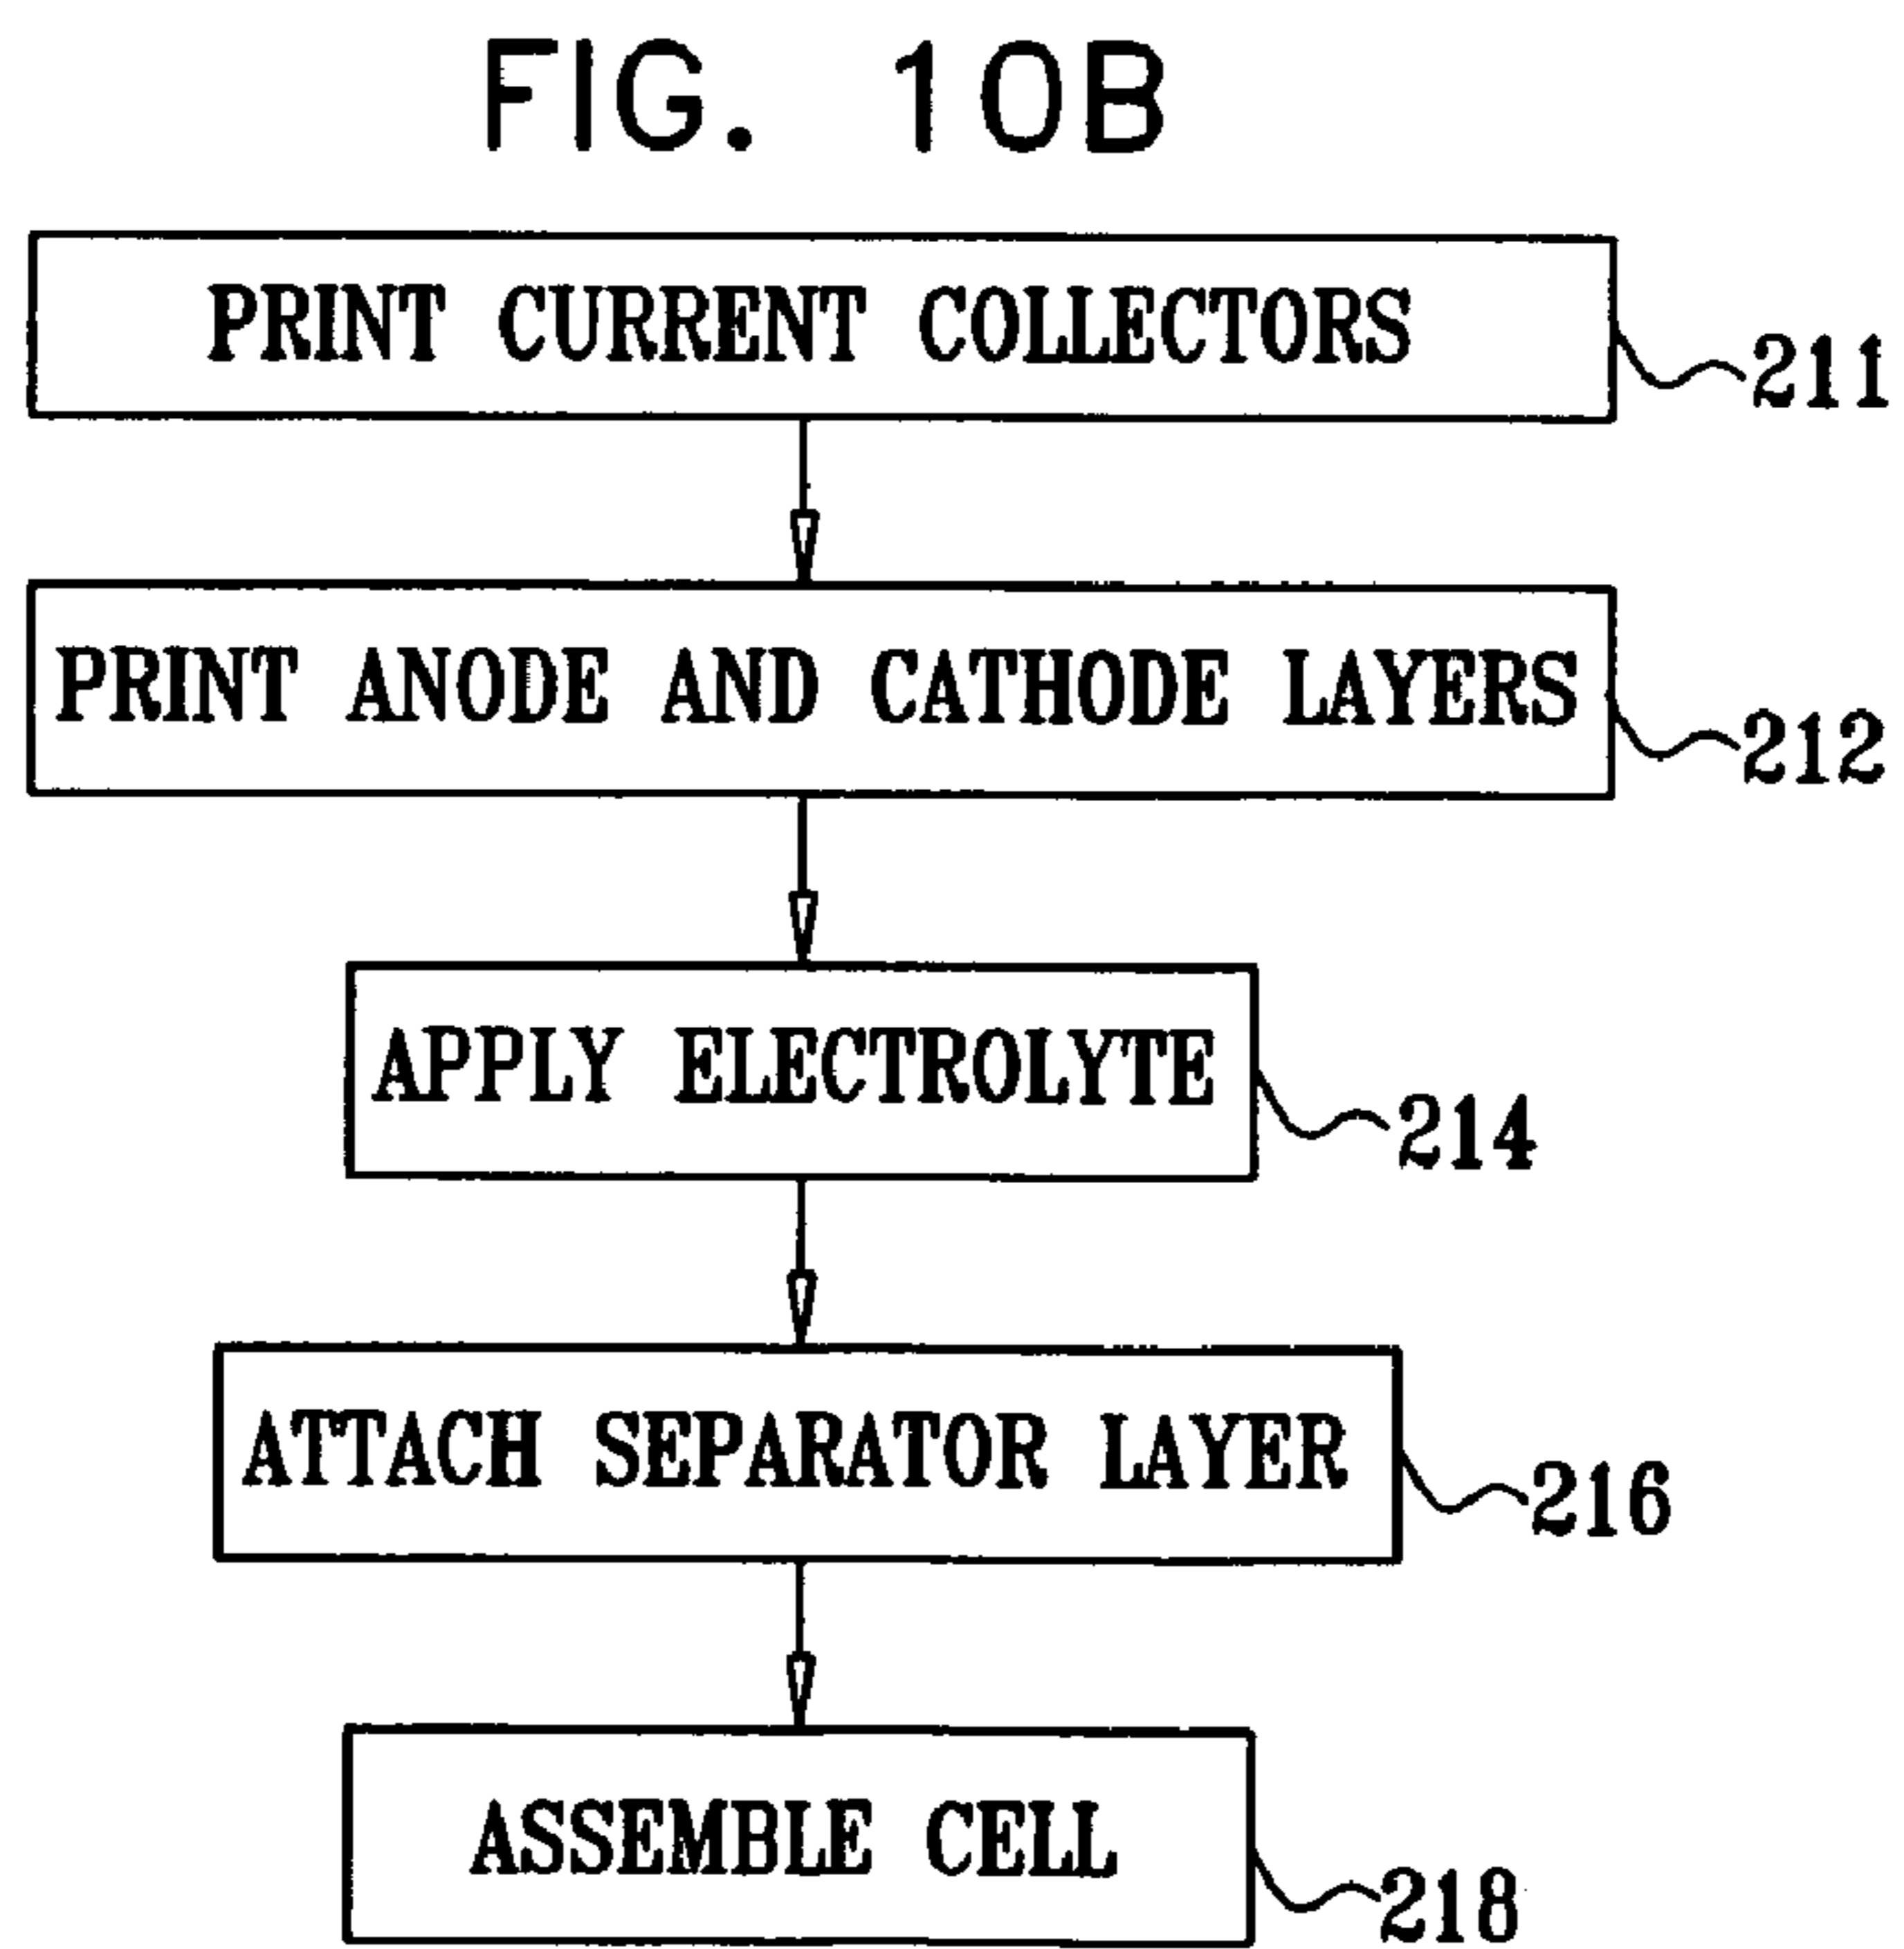 FIG. 10B
PRINT CURRENT COLLECTORS
211
PRINT ANODE AND CATHODE LAYERS
212
APPLY ELECTROLYTE
214
ATTACH SEPARATOR LAYER
216
ASSEMBLE CELL
218